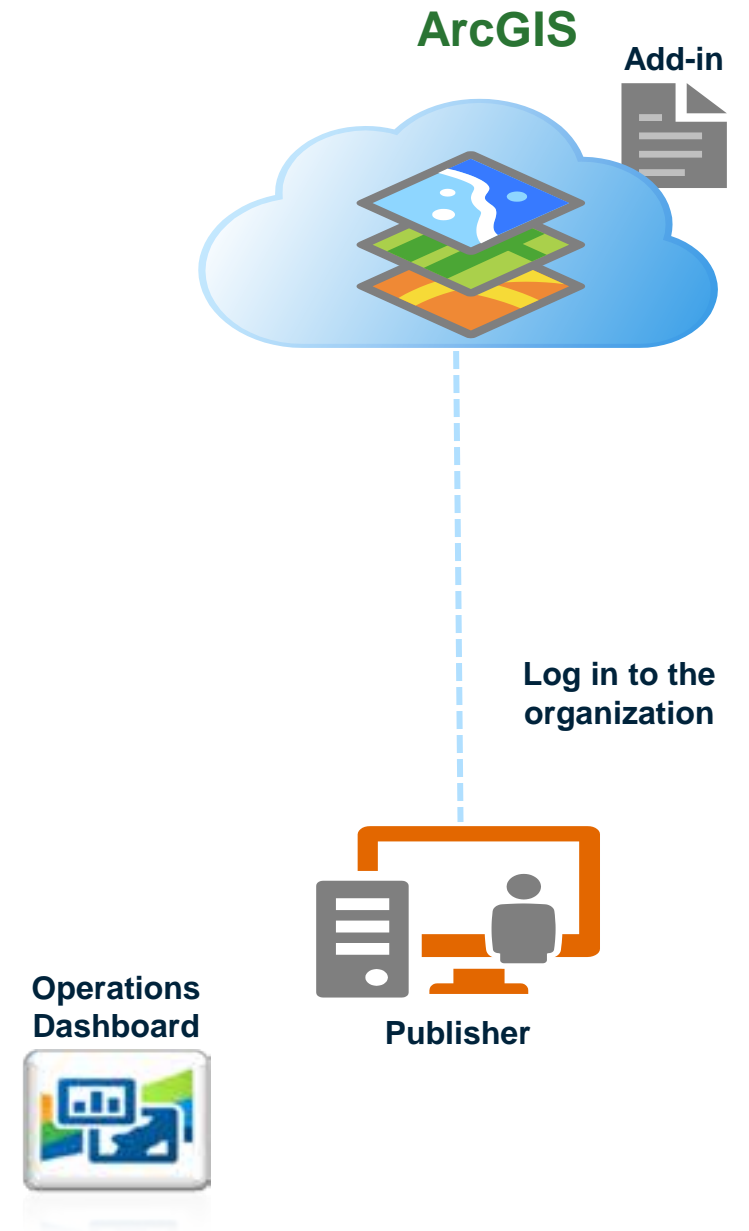 ArcGIS
Add-in
Log in to the
organization
Operations
Dashboard
Publisher